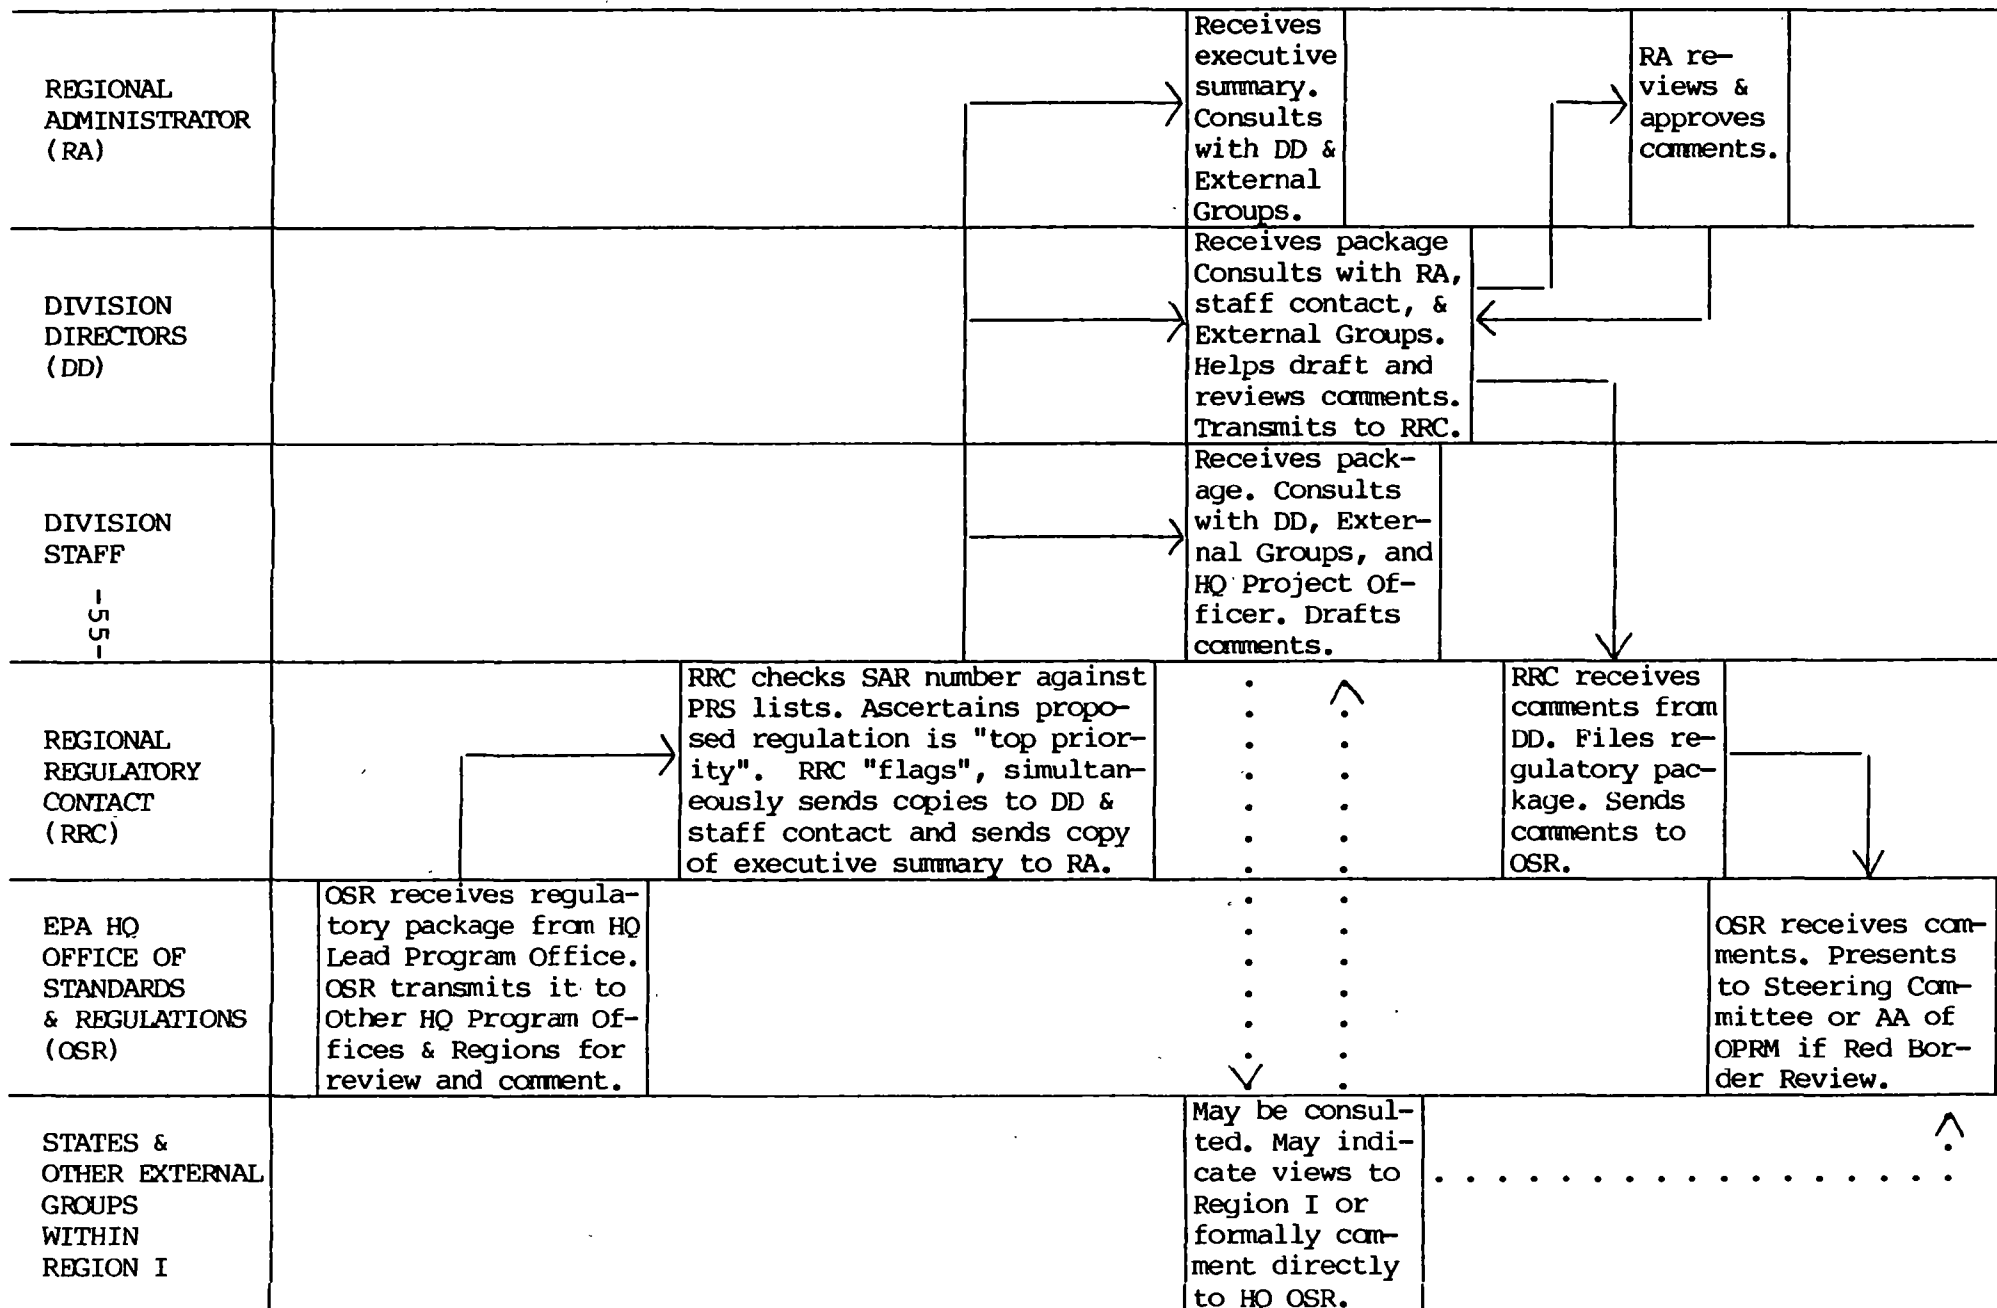 REGIONAL
ADMINISTRATOR
(RA)
Receives
executive
summary.
Consults
with DD &
External
Groups.
RA re-
views &
approves
comments.
DIVISION
DIRECTORS
(DD)
Receives package
Consults with RA,
staff contact, &
External Groups.
Helps draft and
reviews comments.
Transmits to RRC.
DIVISION
STAFF
-55-
Receives pack-
age. Consults
with DD, Exter-
nal Groups, and
HQ Project Of-
ficer. Drafts
comments.
REGIONAL
REGULATORY
CONTACT
(RRC)
RRC checks SAR number against
PRS lists. Ascertains propo-
sed regulation is "top prior-
ity". RRC "flags", simultan-
eously sends copies to DD &
staff contact and sends copy
of executive summary to RA.
RRC receives
comments from
DD. Files re-
gulatory pac-
kage. Sends
comments to
OSR.
EPA HQ
OFFICE OF
STANDARDS
& REGULATIONS
(OSR)
OSR receives regula-
tory package from HQ
Lead Program Office.
OSR transmits it to
Other HQ Program Of-
fices & Regions for
review and comment.
OSR receives com-
ments. Presents
to Steering Com-
mittee or AA of
OPRM if Red Bor-
der Review.
STATES &
OTHER EXTERNAL
GROUPS
WITHIN
REGION I
May be consul-
ted. May indi-
cate views to
Region I or
formally com-
ment directly
to HQ OSR.